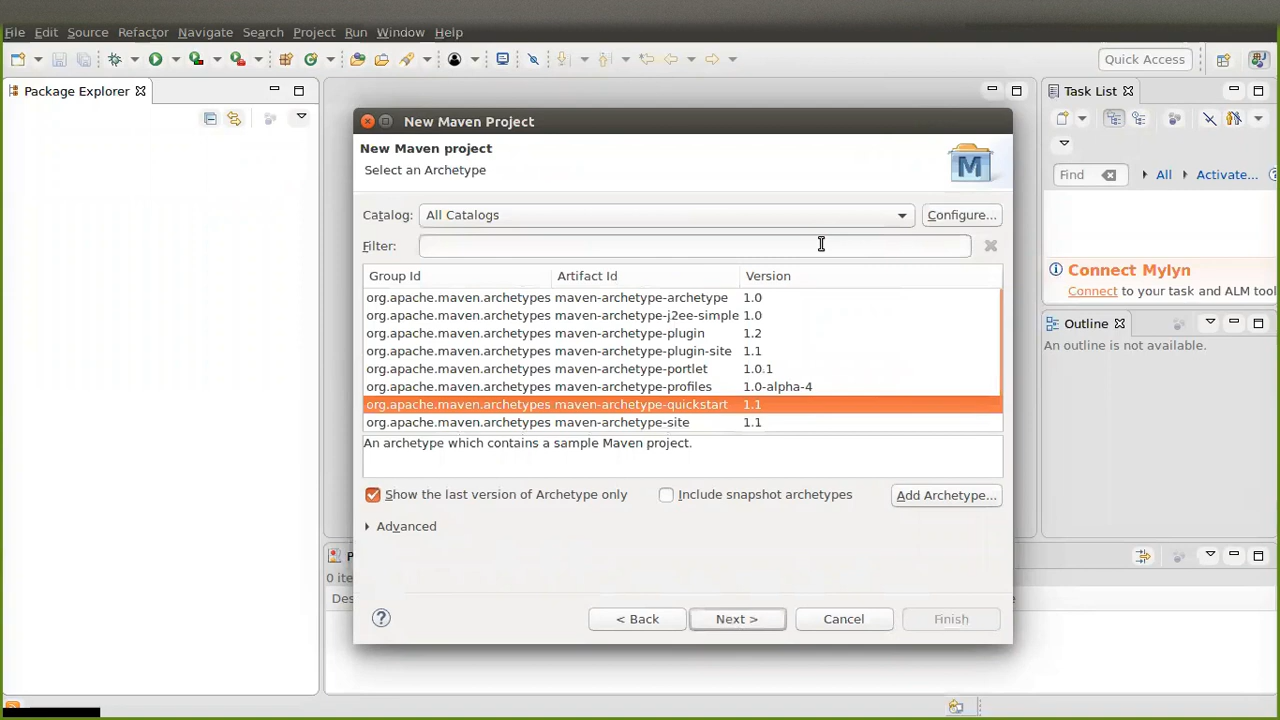 File Edit Source Refactor Navigate Search Project Run Window Help
Quick Access
Package Explorer
Task List
New Maven Project
New Maven project
Select an Archetype
Find All Activate...
Catalog: All Catalogs Configure...
Filter:
Group Id Artifact Id Version
org.apache.maven.archetypes maven-archetype-archetype 1.0
org.apache.maven.archetypes maven-archetype-j2ee-simple 1.0
org.apache.maven.archetypes maven-archetype-plugin 1.2
org.apache.maven.archetypes maven-archetype-plugin-site 1.1
org.apache.maven.archetypes maven-archetype-portlet 1.0.1
org.apache.maven.archetypes maven-archetype-profiles 1.0-alpha-4
org.apache.maven.archetypes maven-archetype-quickstart 1.1
org.apache.maven.archetypes maven-archetype-site 1.1
An archetype which contains a sample Maven project.
Show the last version of Archetype only Include snapshot archetypes Add Archetype...
Advanced
< Back Next > Cancel Finish
Connect Mylyn
Connect to your task and ALM tool
Outline
An outline is not available.
P
0 ite
Des